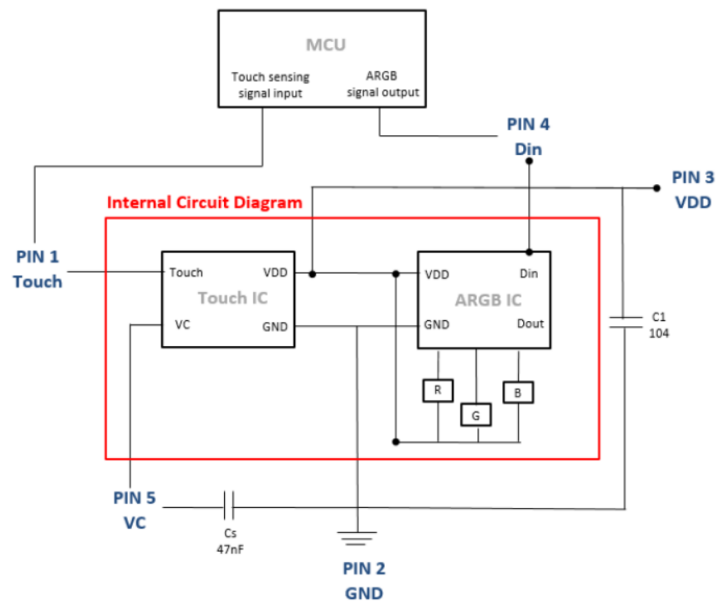 MCU
Touch sensing
signal input
ARGB
signal output
PIN 4
Din
PIN 3
VDD
Internal Circuit Diagram
PIN 1
Touch
Touch
VDD
Touch IC
VC
GND
VDD
Din
ARGB IC
GND
Dout
C1
104
R
G
B
PIN 5
VC
Cs
47nF
PIN 2
GND